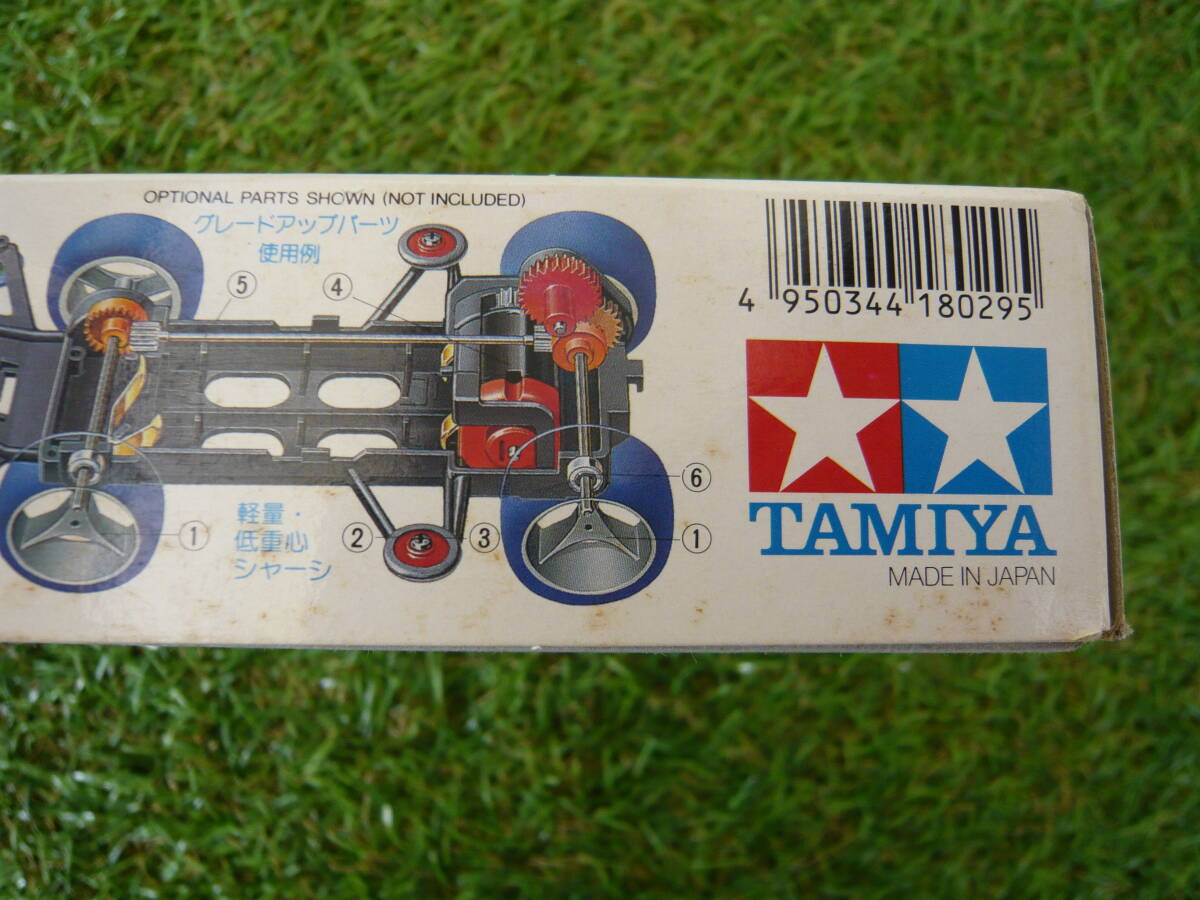 OPTIONAL PARTS SHOWN (NOT INCLUDED)
グレードアップパーツ
使用例
⑤
④
⑥
①
軽量・
低重心
シャーシ
②
③
①
4 950344 180295
TAMIYA
MADE IN JAPAN